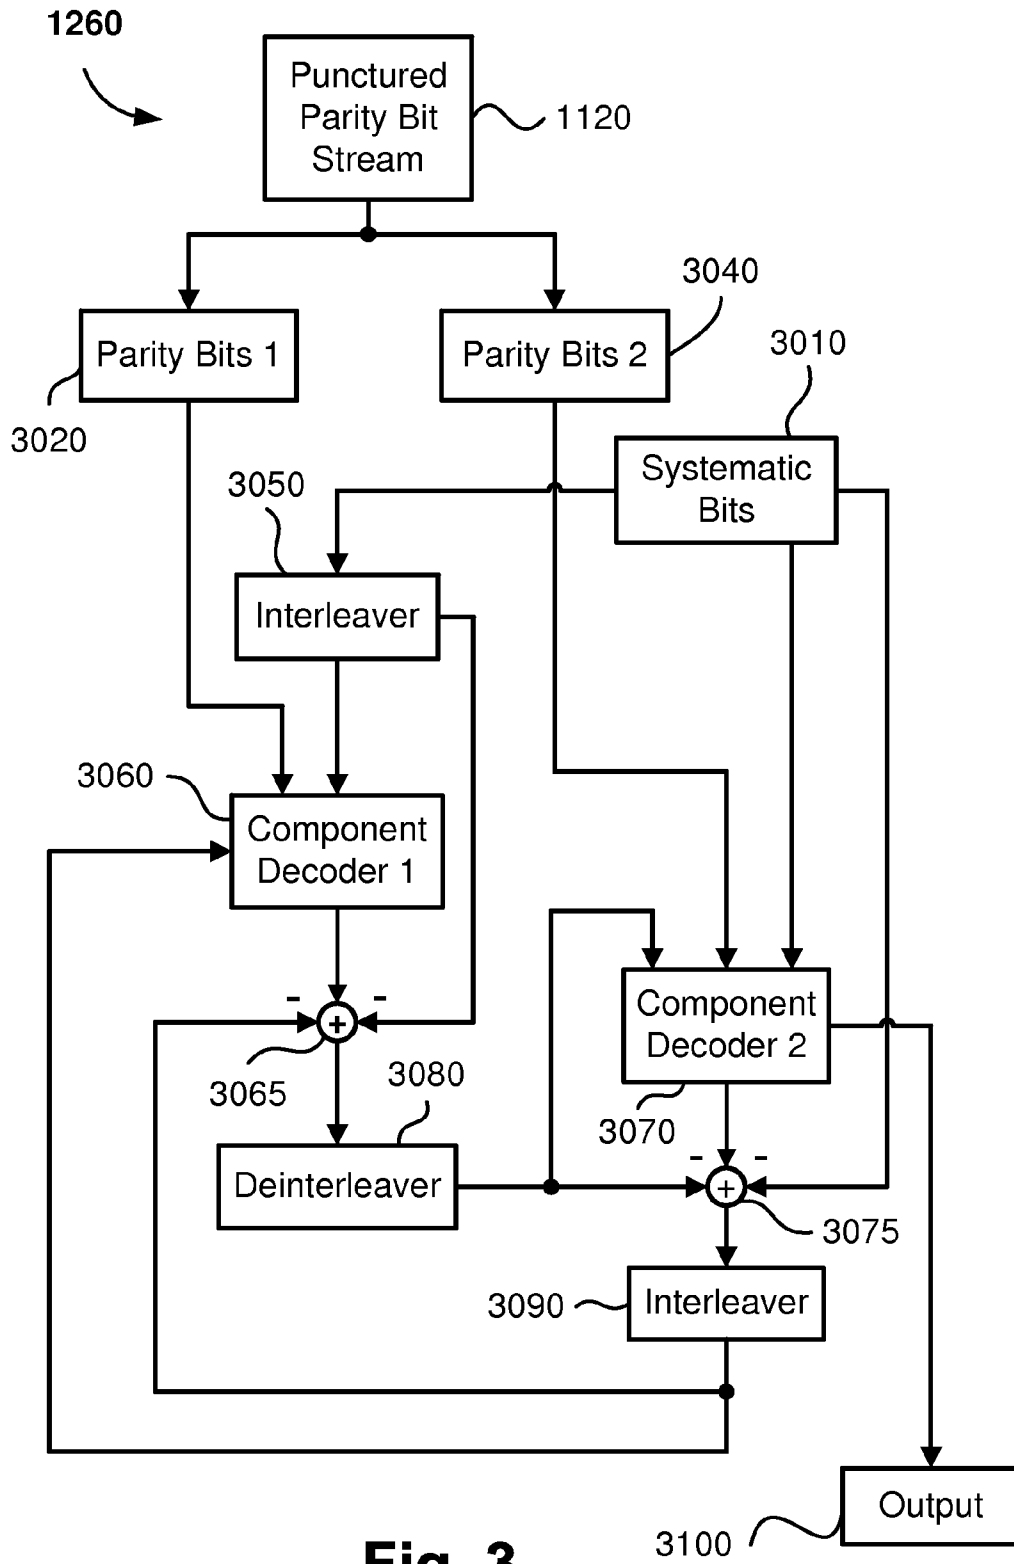 1260
Punctured
Parity Bit
Stream
1120
3040
Parity Bits 1
Parity Bits 2
3010
3020
Systematic
Bits
3050
Interleaver
3060
Component
Decoder 1
Component
Decoder 2
-
-
+
3065
3080
3070
Deinterleaver
-
-
+
3075
3090
Interleaver
Output
3100
Fig. 3